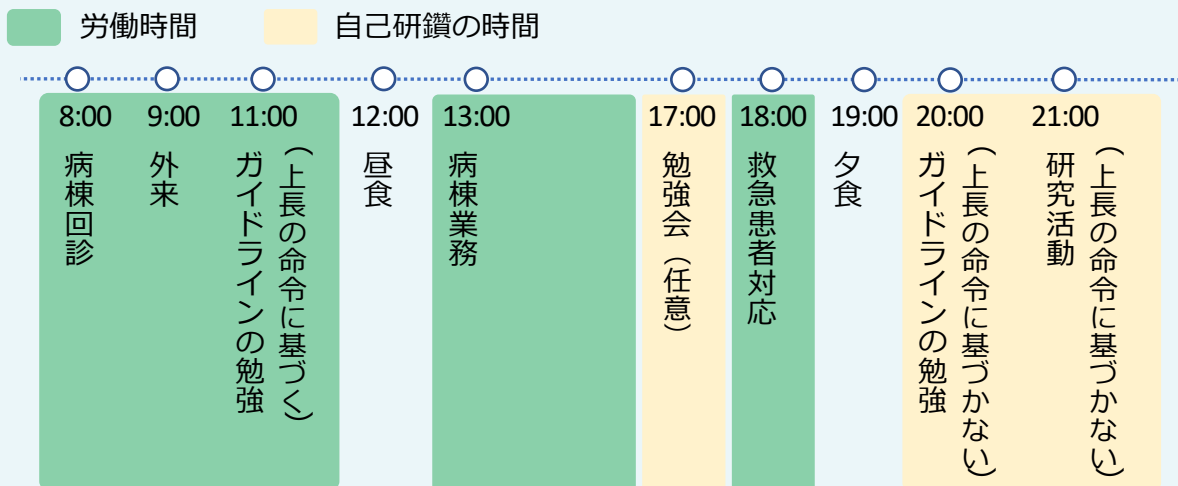 労働時間
自己研鑽の時間
8:00
病棟回診
9:00
外来
11:00
ガイドラインの勉強
（上長の命令に基づく）
12:00
昼食
13:00
病棟業務
17:00
勉強会（任意）
18:00
救急患者対応
19:00
夕食
20:00
ガイドラインの勉強
（上長の命令に基づかない）
21:00
研究活動
（上長の命令に基づかない）